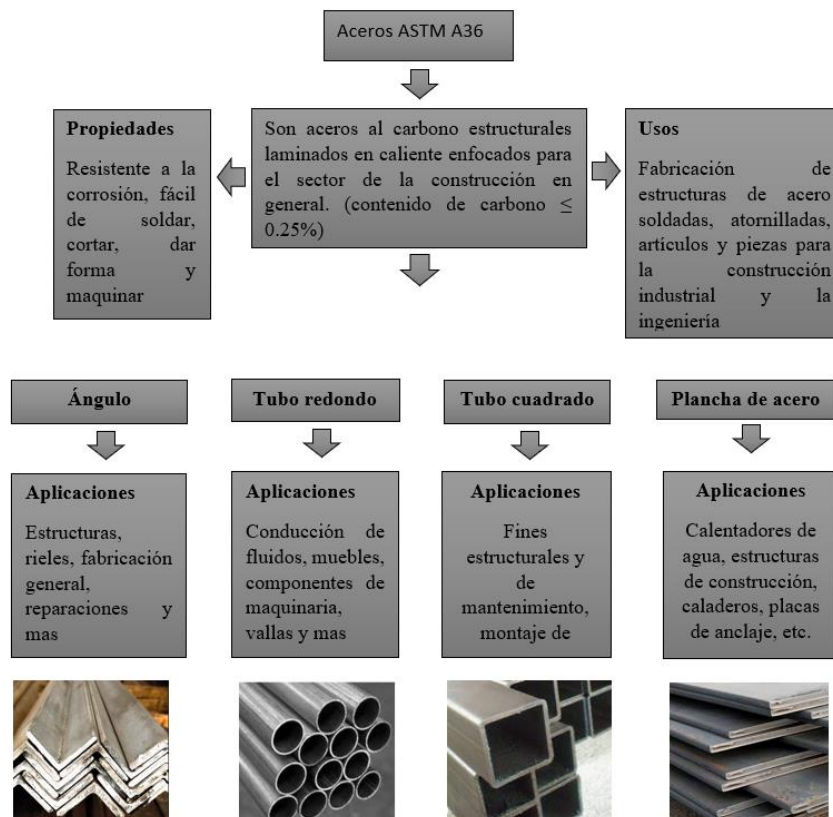 Aceros ASTM A36
Propiedades
Resistente a la
corrosión, fácil
de soldar,
cortar, dar
forma y
maquinar
Son aceros al carbono estructurales
laminados en caliente enfocados para
el sector de la construcción en
general. (contenido de carbono ≤
0.25%)
Usos
Fabricación de
estructuras de acero
soldadas, atornilladas,
artículos y piezas para
la construcción
industrial y la
ingeniería
Ángulo
Aplicaciones
Estructuras,
rieles, fabricación
general,
reparaciones y
mas
Tubo redondo
Aplicaciones
Conducción de
fluidos, muebles,
componentes de
maquinaria,
vallas y mas
Tubo cuadrado
Aplicaciones
Fines
estructurales y
de
mantenimiento,
montaje de
Plancha de acero
Aplicaciones
Calentadores de
agua, estructuras
de construcción,
caladeros, placas
de anclaje, etc.